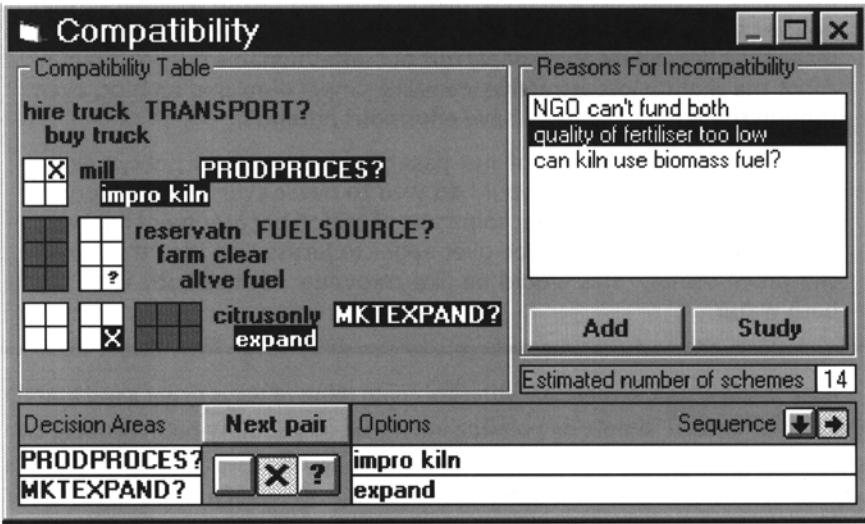 Compatibility
Compatibility Table
hire truck TRANSPORT?
buy truck
X mill PRODPROCES?
impro kiln
reservatn FUELSOURCE?
farm clear
? altve fuel
citrusonly MKTEXPAND?
X expand
Reasons For Incompatibility
NGO can't fund both
quality of fertiliser too low
can kiln use biomass fuel?
Add Study
Estimated number of schemes 14
Decision Areas Next pair Options Sequence
PRODPROCES? impro kiln
X ?
MKTEXPAND? expand